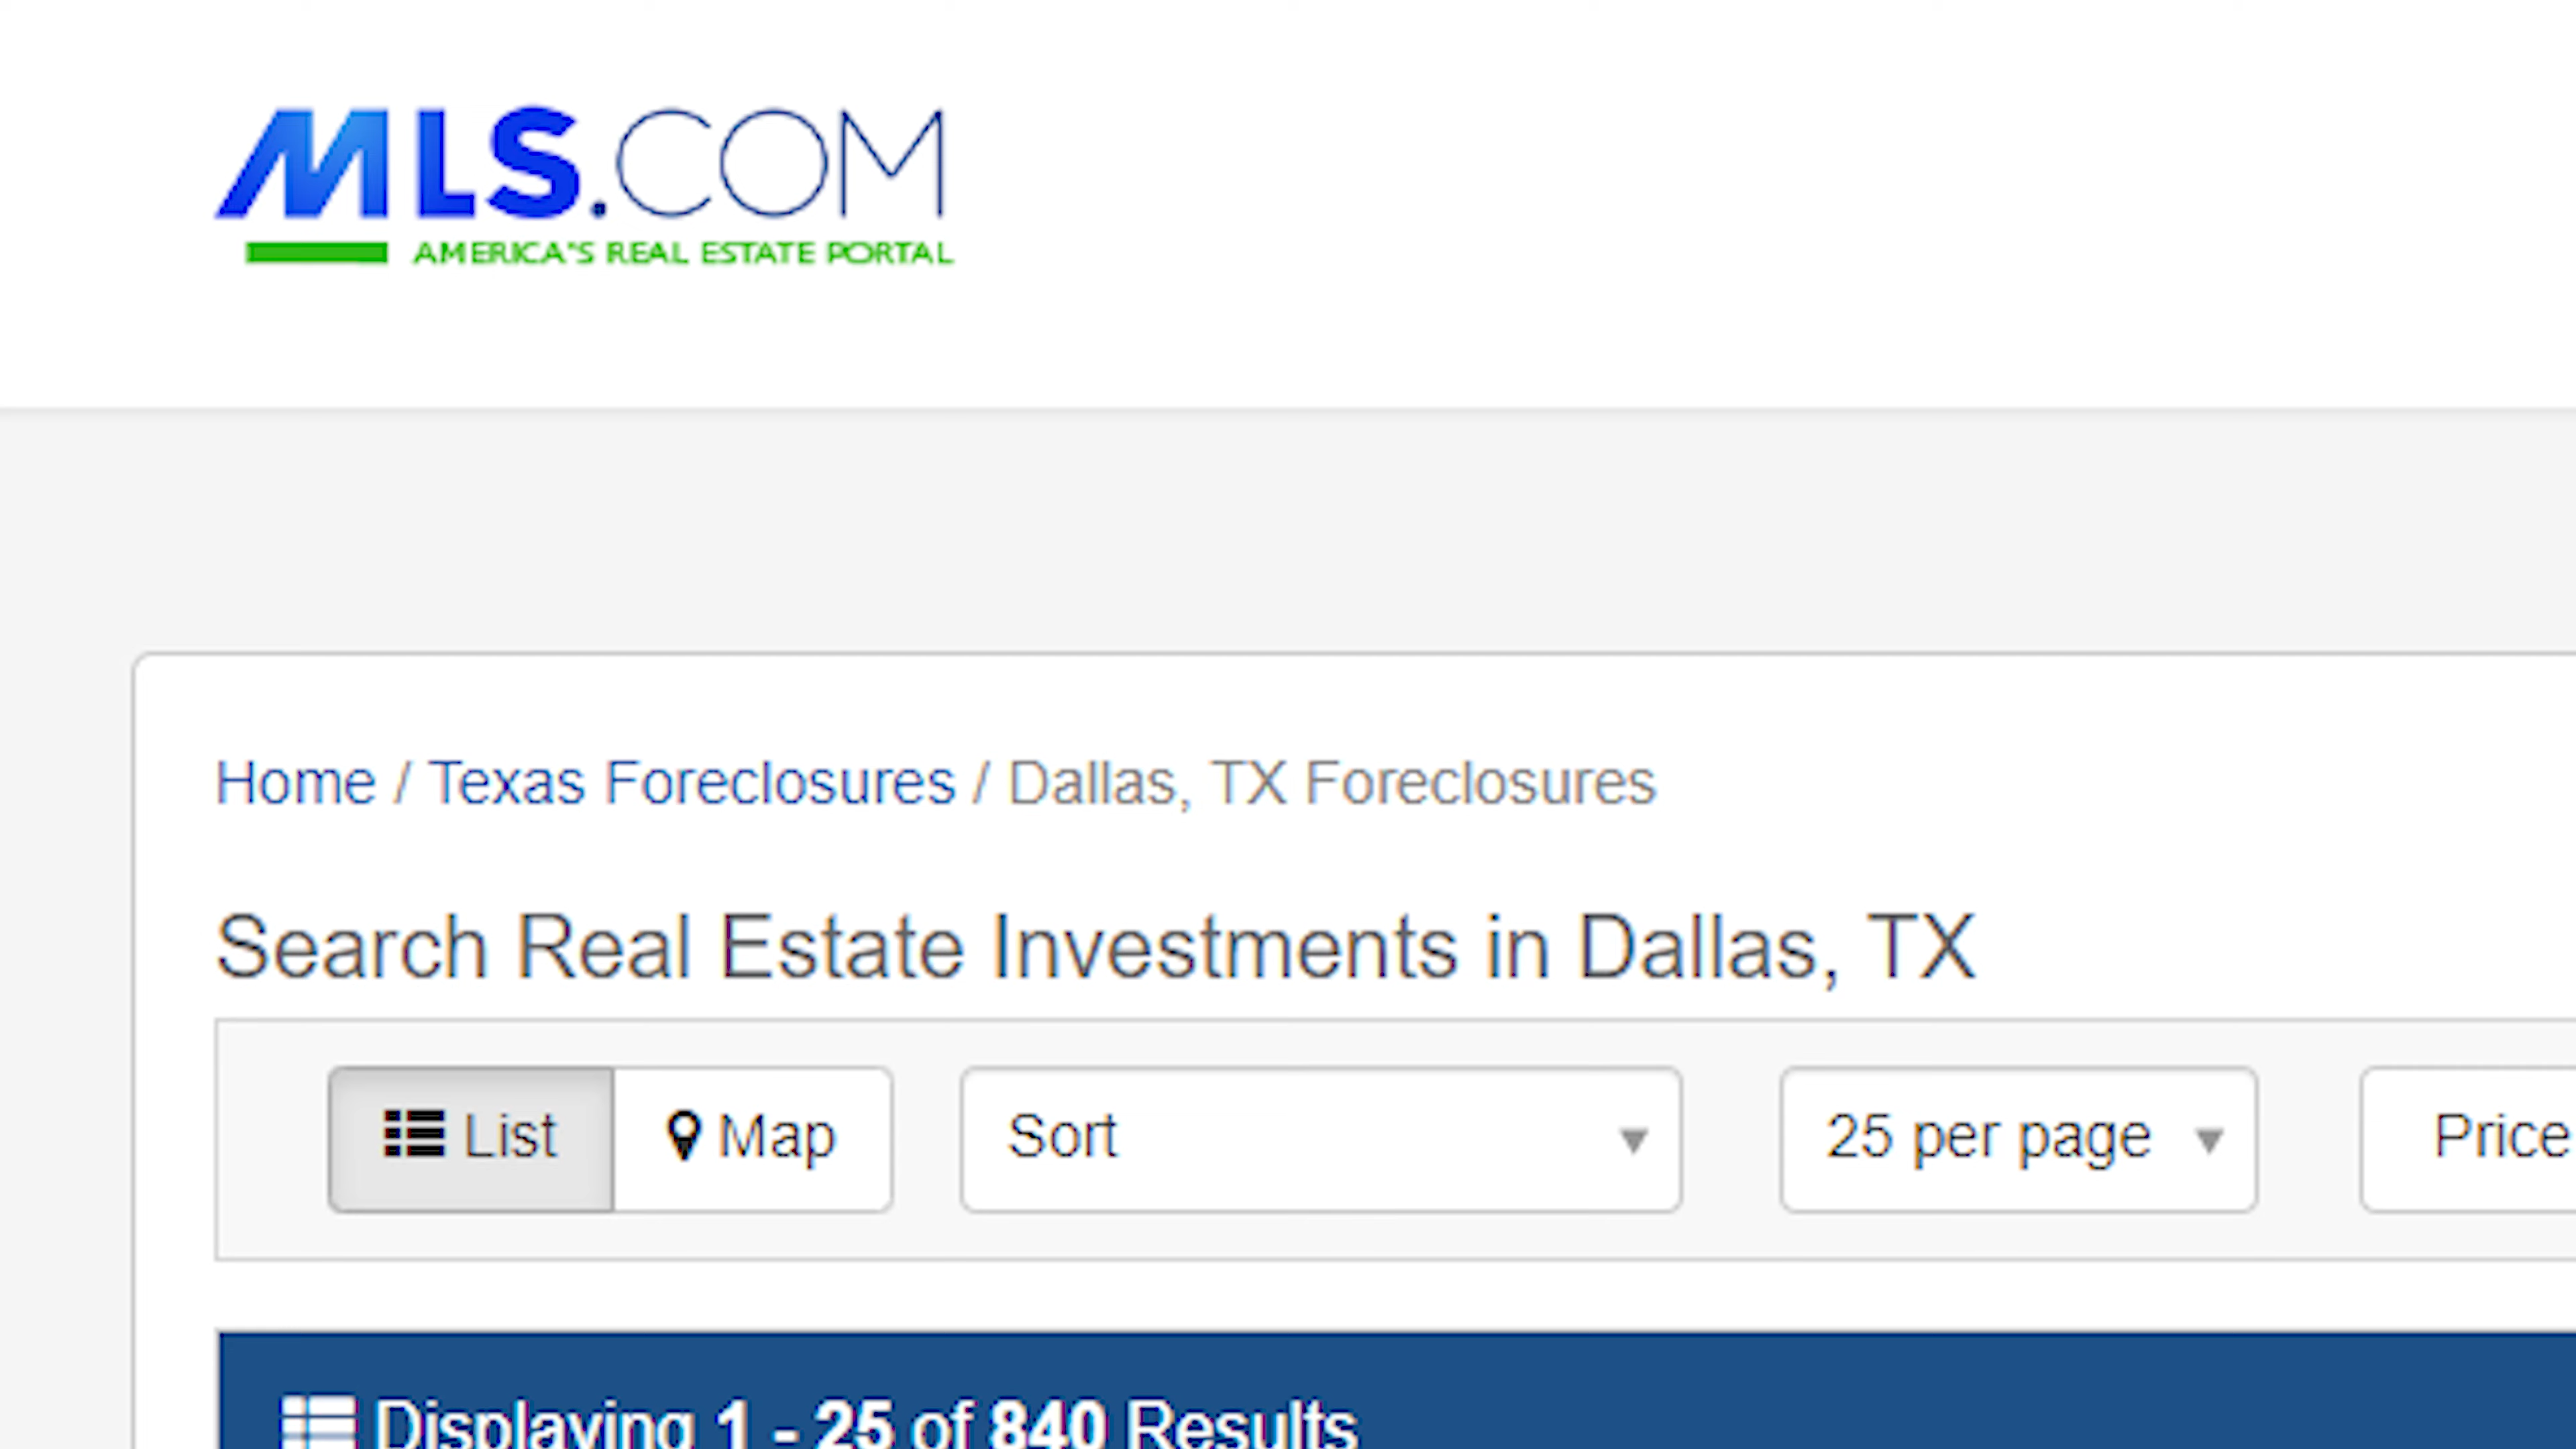 MLS.COM
AMERICA'S REAL ESTATE PORTAL
Home / Texas Foreclosures / Dallas, TX Foreclosures
Search Real Estate Investments in Dallas, TX
List Map Sort 25 per page Price
Displaying 1 - 25 of 840 Results